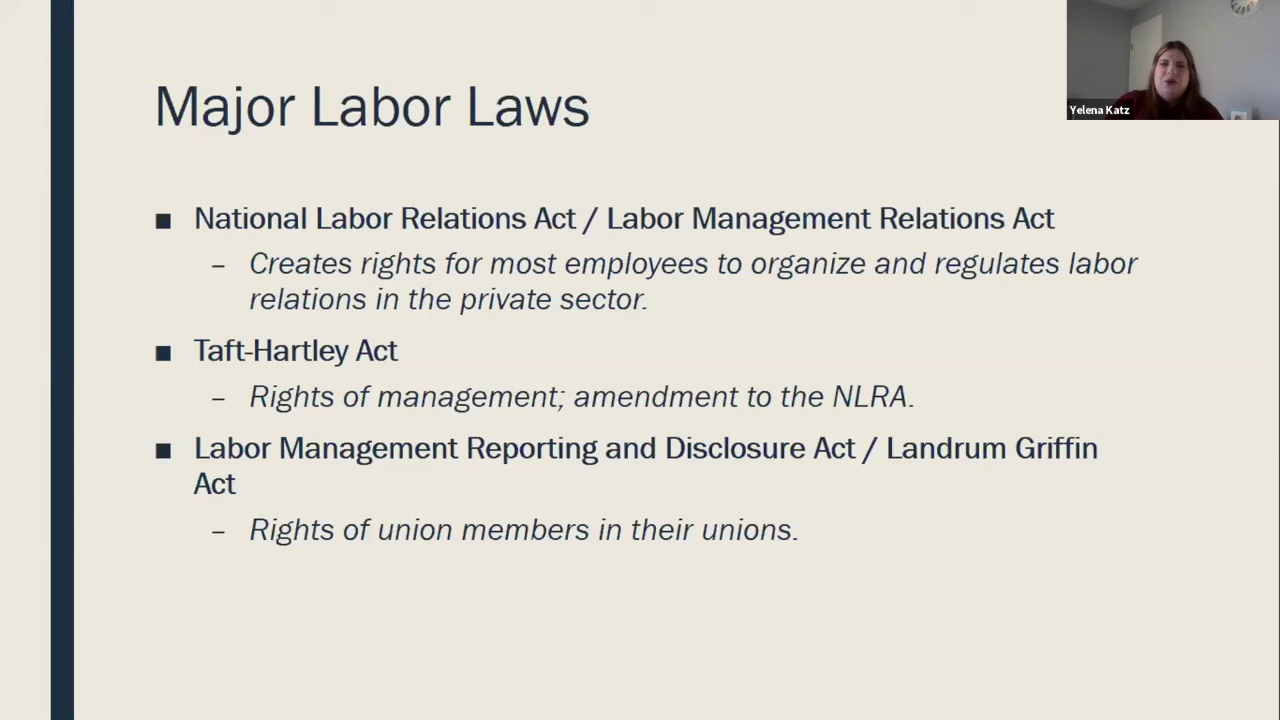 Major Labor Laws
Yelena Katz
■ National Labor Relations Act / Labor Management Relations Act
– Creates rights for most employees to organize and regulates labor
relations in the private sector.
■ Taft-Hartley Act
– Rights of management; amendment to the NLRA.
■ Labor Management Reporting and Disclosure Act / Landrum Griffin
Act
– Rights of union members in their unions.